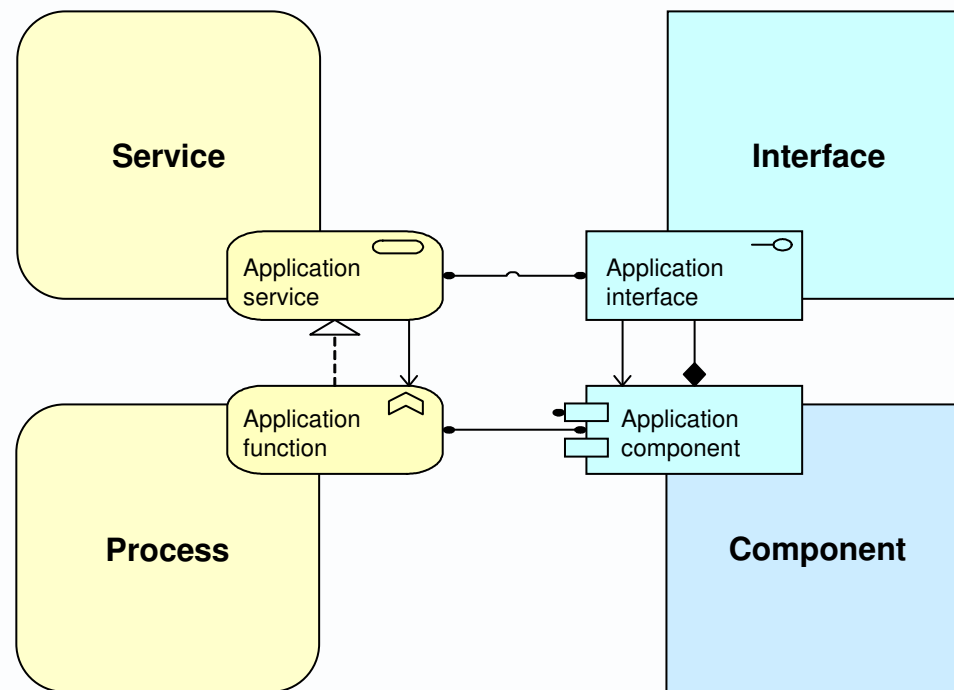 Service
Interface
Application
service
Application
interface
Application
function
Application
component
Process
Component